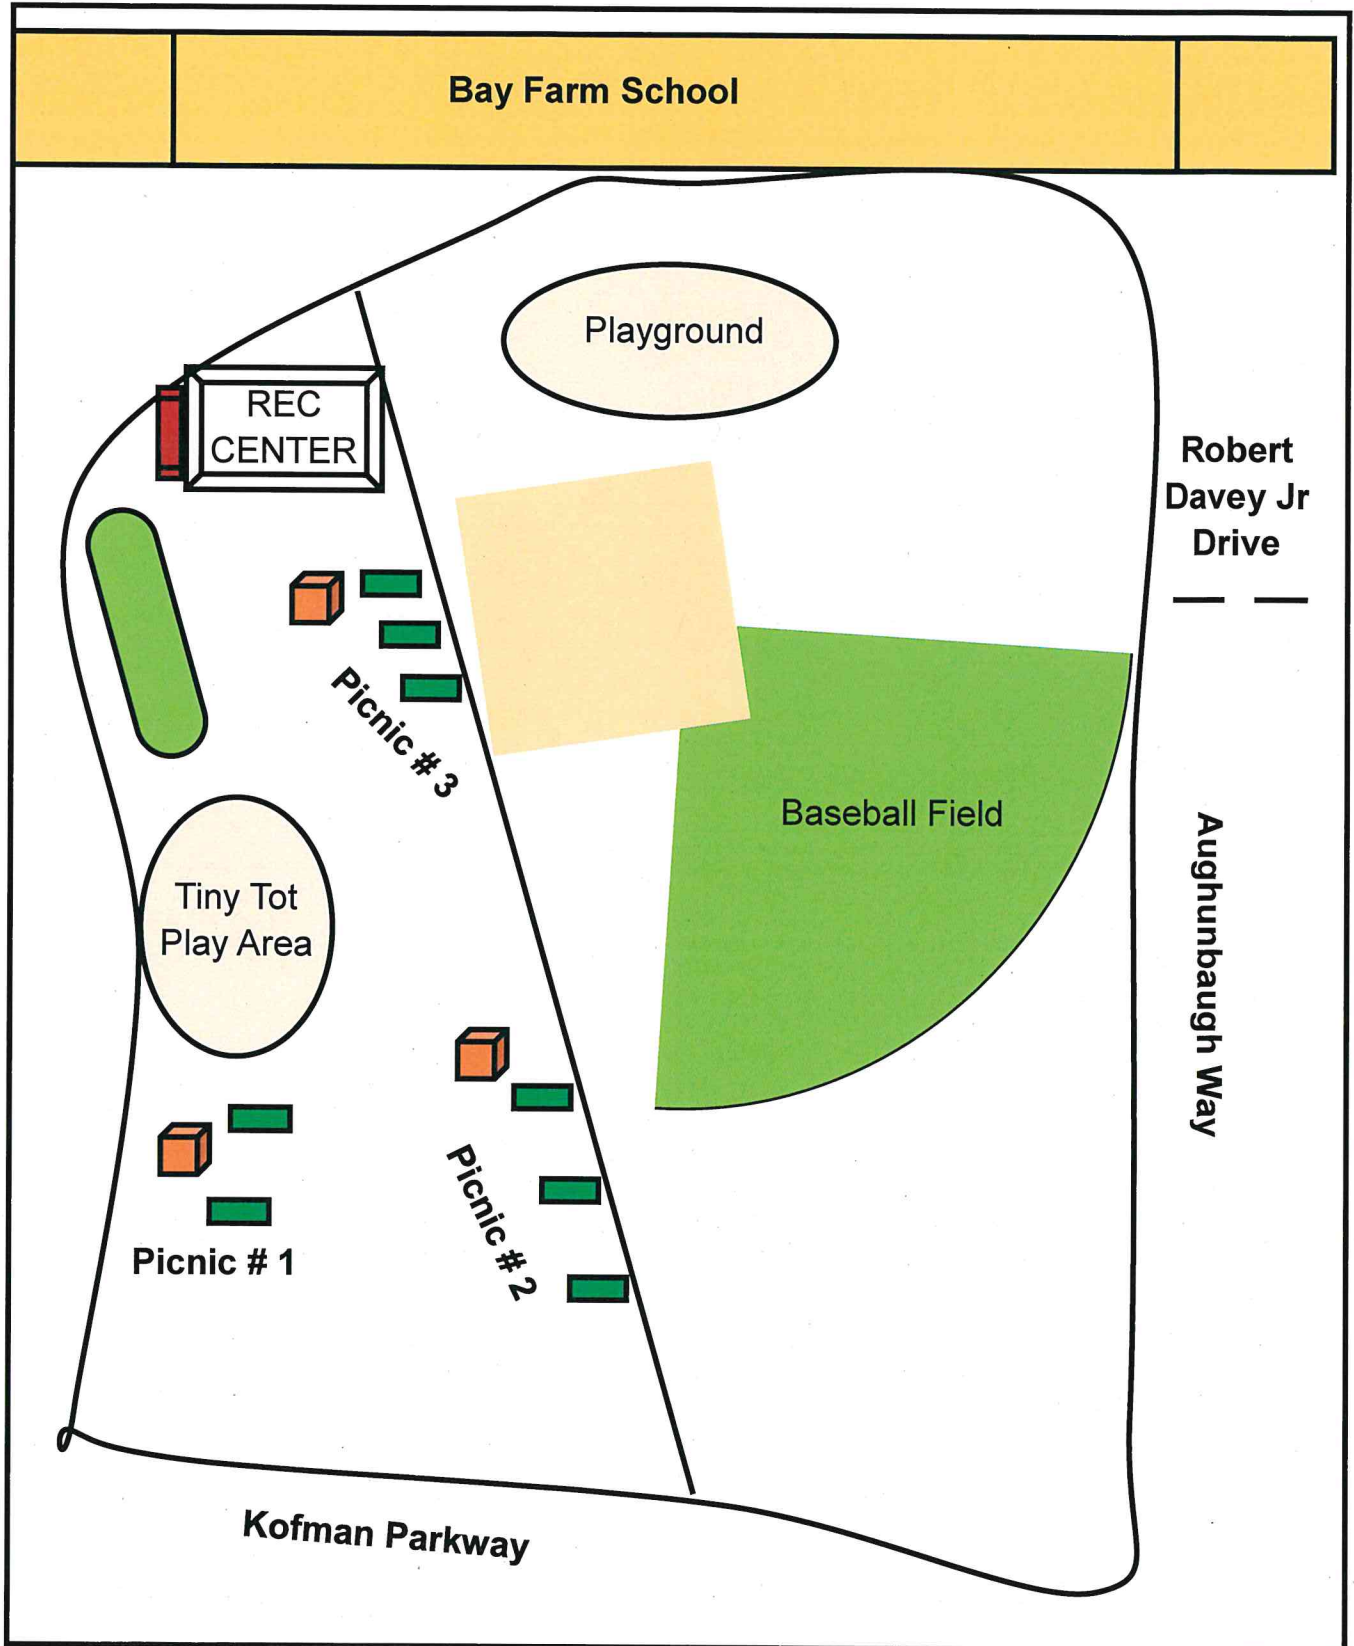 Bay Farm School
Playground
REC
CENTER
Robert
Davey Jr
Drive
Picnic # 3
Baseball Field
Aughunbaugh Way
Tiny Tot
Play Area
Picnic # 2
Picnic # 1
Kofman Parkway